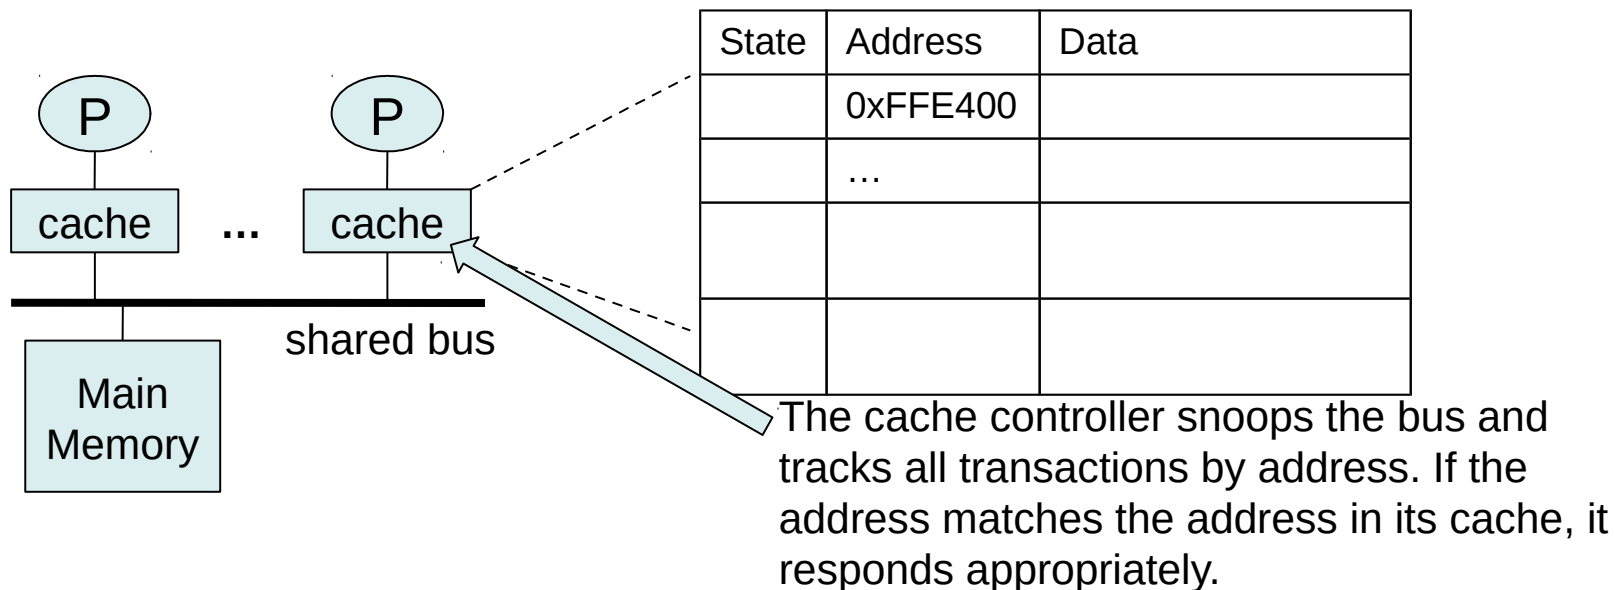 State Address Data
0xFFE400
...
P P
cache ... cache
shared bus
Main
Memory
The cache controller snoops the bus and
tracks all transactions by address. If the
address matches the address in its cache, it
responds appropriately.